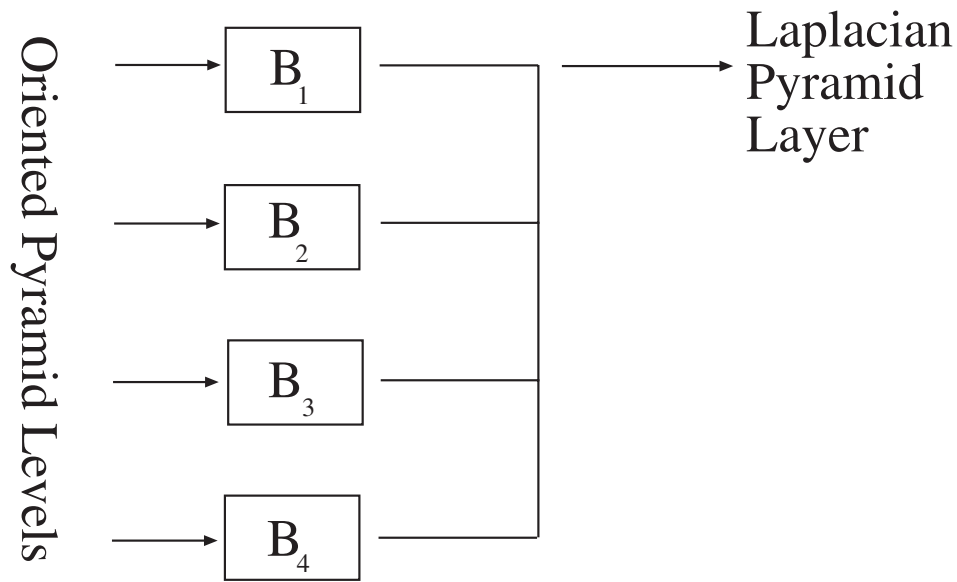 Oriented Pyramid Levels
B1
B2
B3
B4
Laplacian
Pyramid
Layer